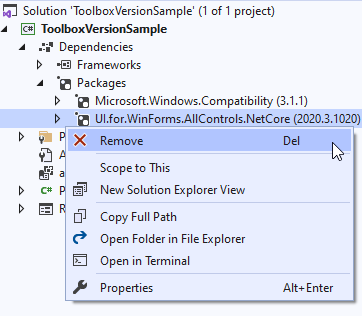 Solution 'ToolboxVersionSample' (1 of 1 project)
C# ToolboxVersionSample
Dependencies
Frameworks
Packages
Microsoft.Windows.Compatibility (3.1.1)
UI.for.WinForms.AllControls.NetCore (2020.3.1020)
P
Remove Del
A
a
Scope to This
C# P
New Solution Explorer View
R
Copy Full Path
Open Folder in File Explorer
Open in Terminal
Properties Alt+Enter